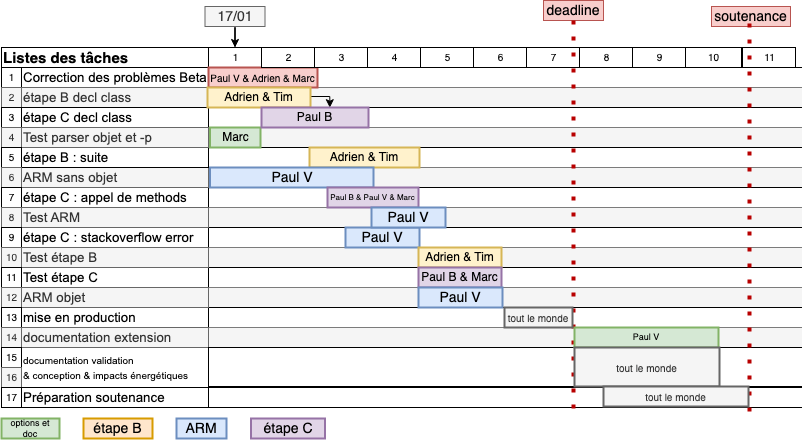 17/01
deadline
soutenance
Listes des tâches 1 2 3 4 5 6 7 8 9 10 11
1 Correction des problèmes Beta Paul V & Adrien & Marc
2 étape B decl class Adrien & Tim
3 étape C decl class Paul B
4 Test parser objet et -p Marc
5 étape B : suite Adrien & Tim
6 ARM sans objet Paul V
7 étape C : appel de methods Paul B & Paul V & Marc
8 Test ARM Paul V
9 étape C : stackoverflow error Paul V
10 Test étape B Adrien & Tim
11 Test étape C Paul B & Marc
12 ARM objet Paul V
13 mise en production tout le monde
14 documentation extension Paul V
15 documentation validation
16 & conception & impacts énergétiques tout le monde
17 Préparation soutenance tout le monde
options et
doc
étape B
ARM
étape C